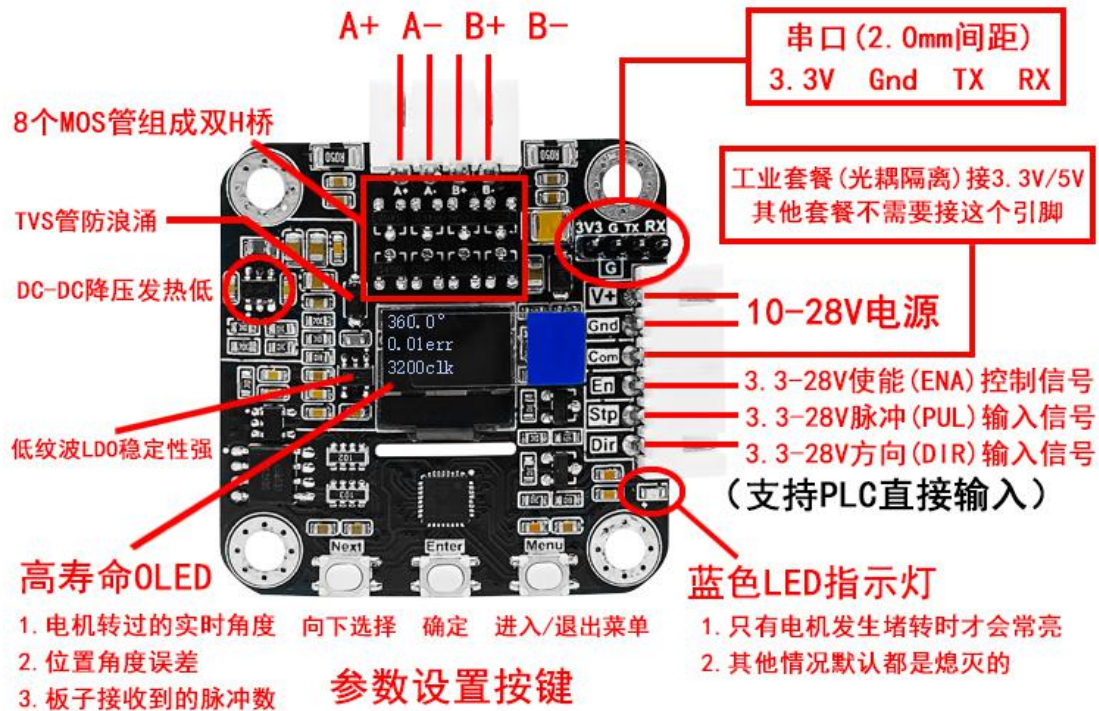 A+ A- B+ B-
串口(2.0mm间距)
3.3V Gnd TX RX
8个MOS管组成双H桥
工业套餐(光耦隔离)接3.3V/5V
其他套餐不需要接这个引脚
TVS管防浪涌
DC-DC降压发热低
低纹波LDO稳定性强
R050
R050
A+ A- B+ B-
3V3 G TX RX
G
V+
Gnd
Com
En
Stp
Dir
10-28V电源
3.3-28V使能(ENA)控制信号
3.3-28V脉冲(PUL)输入信号
3.3-28V方向(DIR)输入信号
(支持PLC直接输入)
360.0°
0.01err
3200clk
102
103
Next
Enter
Menu
高寿命OLED
1.电机转过的实时角度
2.位置角度误差
3.板子接收到的脉冲数
向下选择 确定 进入/退出菜单
参数设置按键
蓝色LED指示灯
1.只有电机发生堵转时才会常亮
2.其他情况默认都是熄灭的